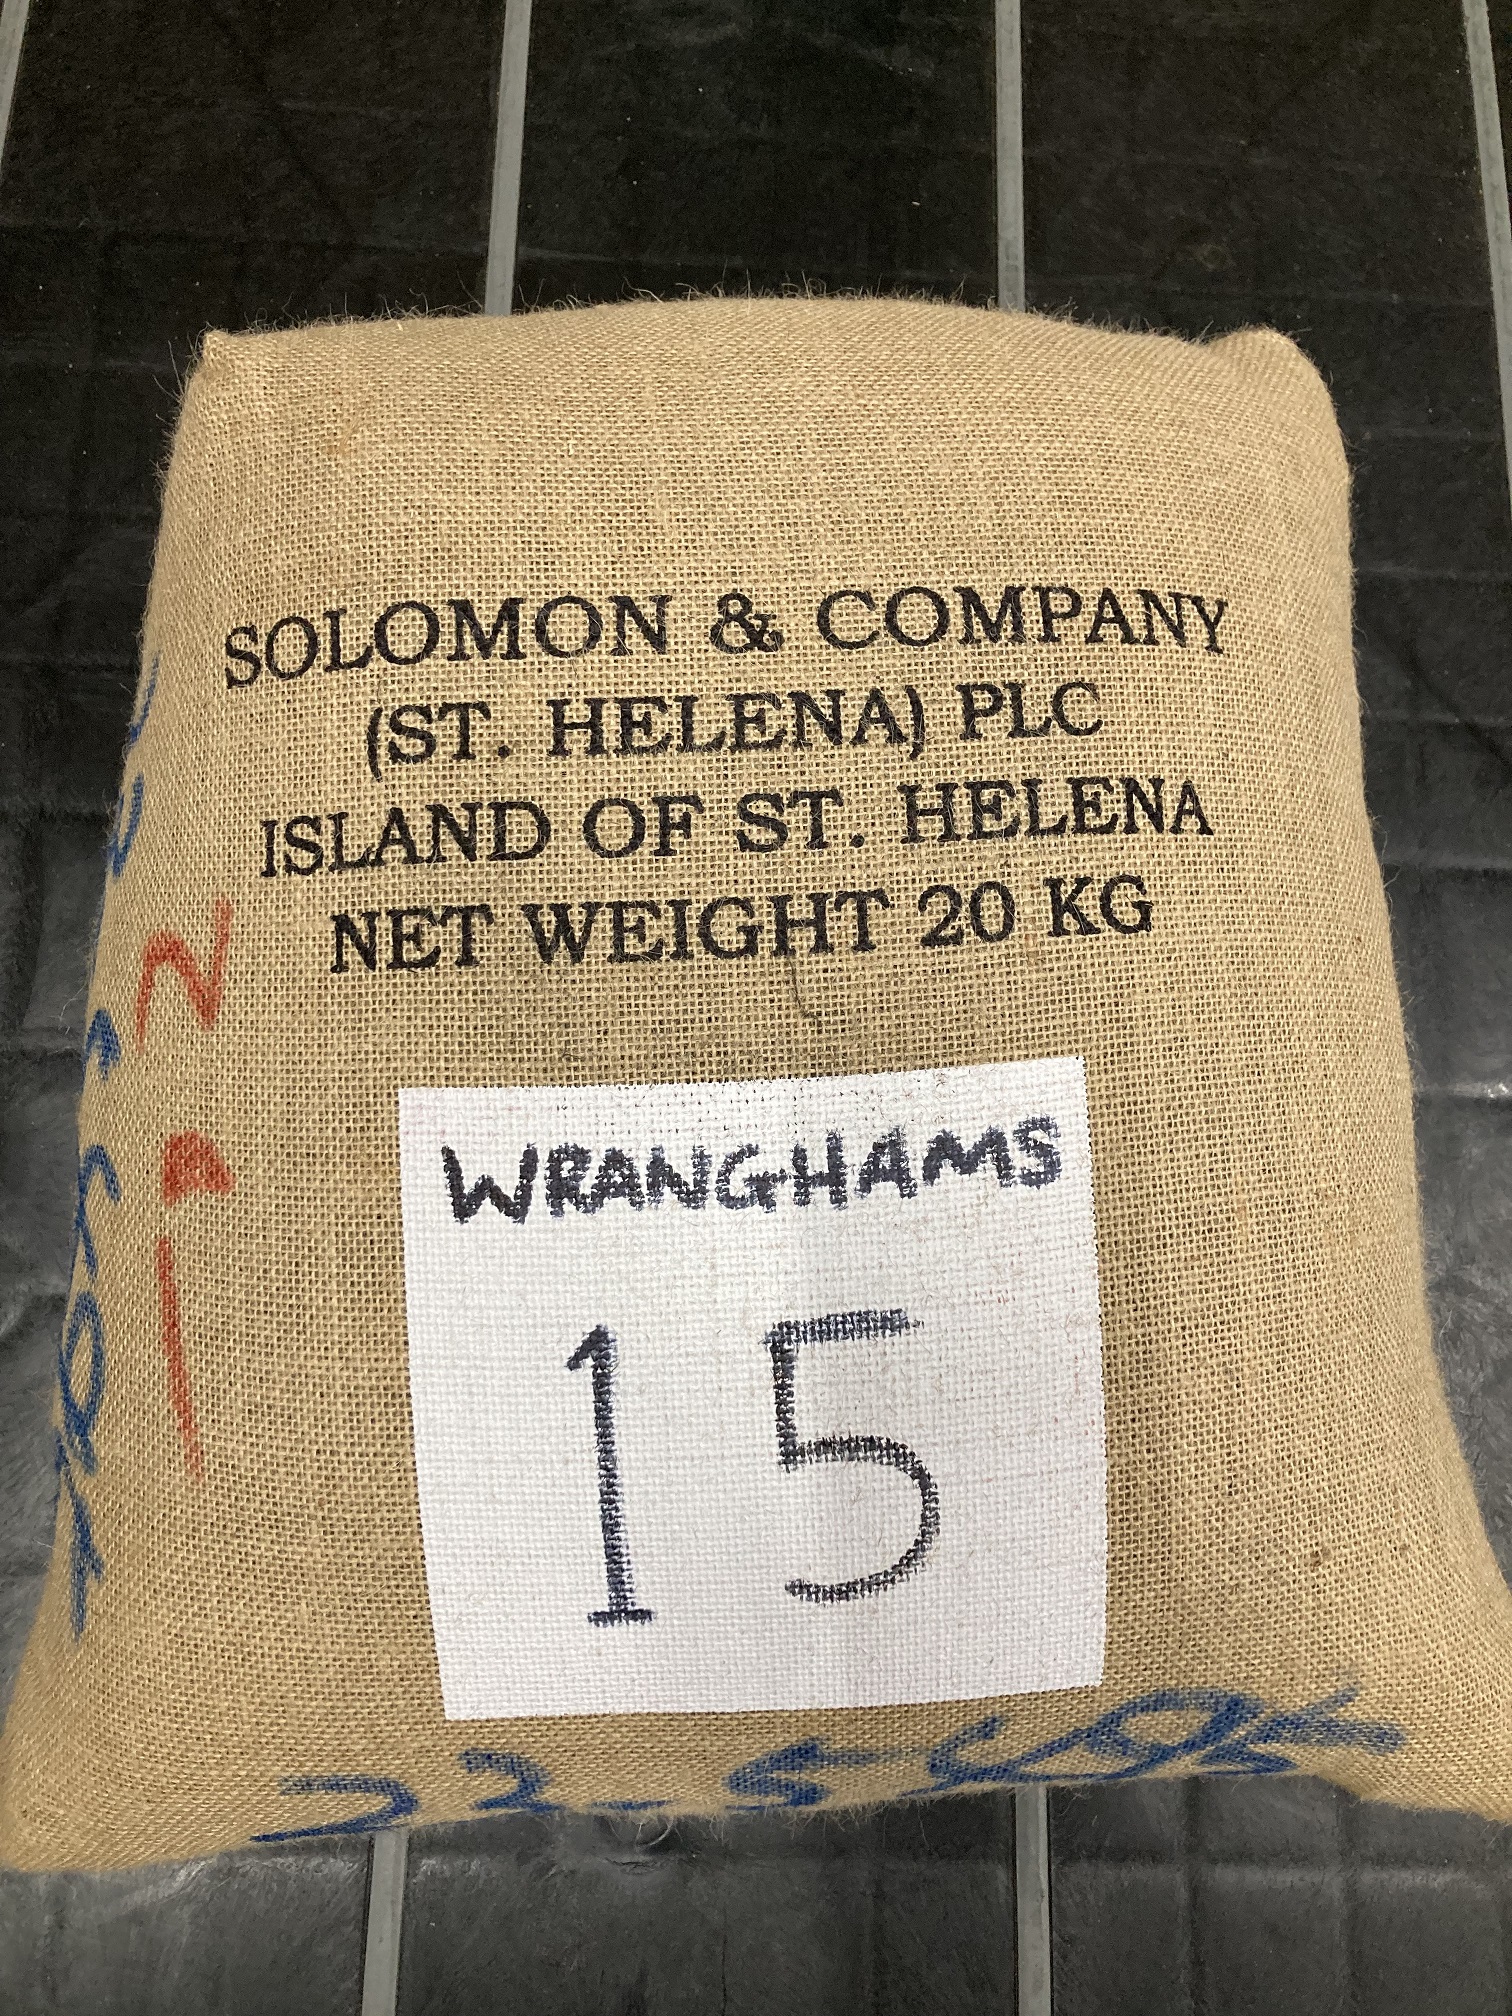 SOLOMON & COMPANY
(ST. HELENA) PLC
ISLAND OF ST. HELENA
NET WEIGHT 20 KG
WRANGHAMS
15